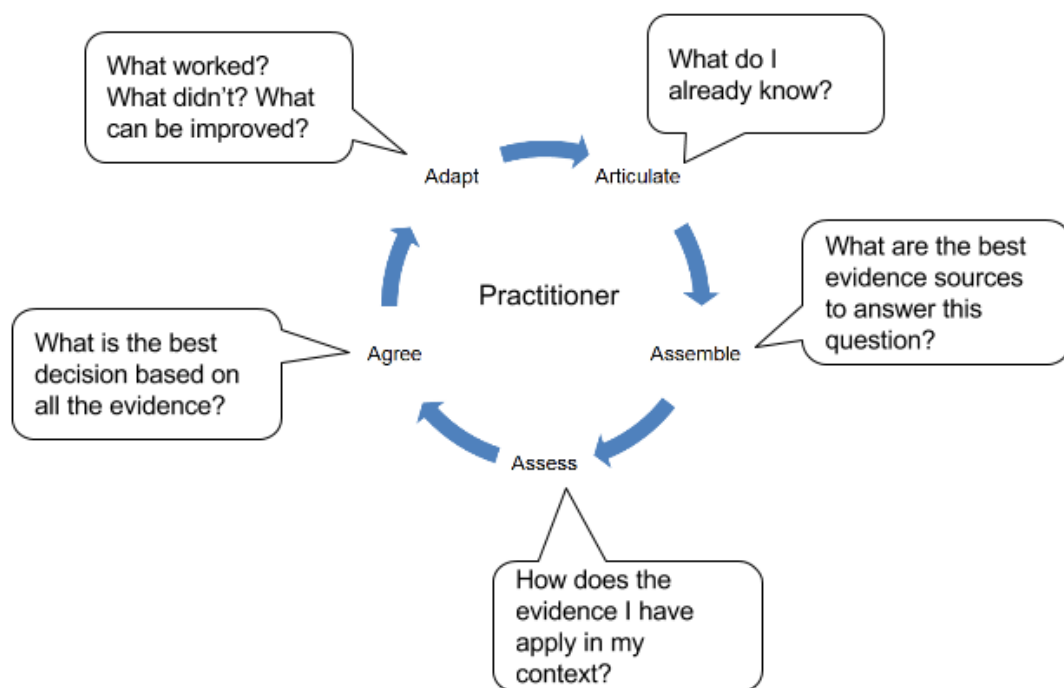 What worked?
What didn’t? What
can be improved?
What do I
already know?
Adapt
Articulate
What are the best
evidence sources
to answer this
question?
Practitioner
What is the best
decision based on
all the evidence?
Agree
Assemble
Assess
How does the
evidence I have
apply in my
context?